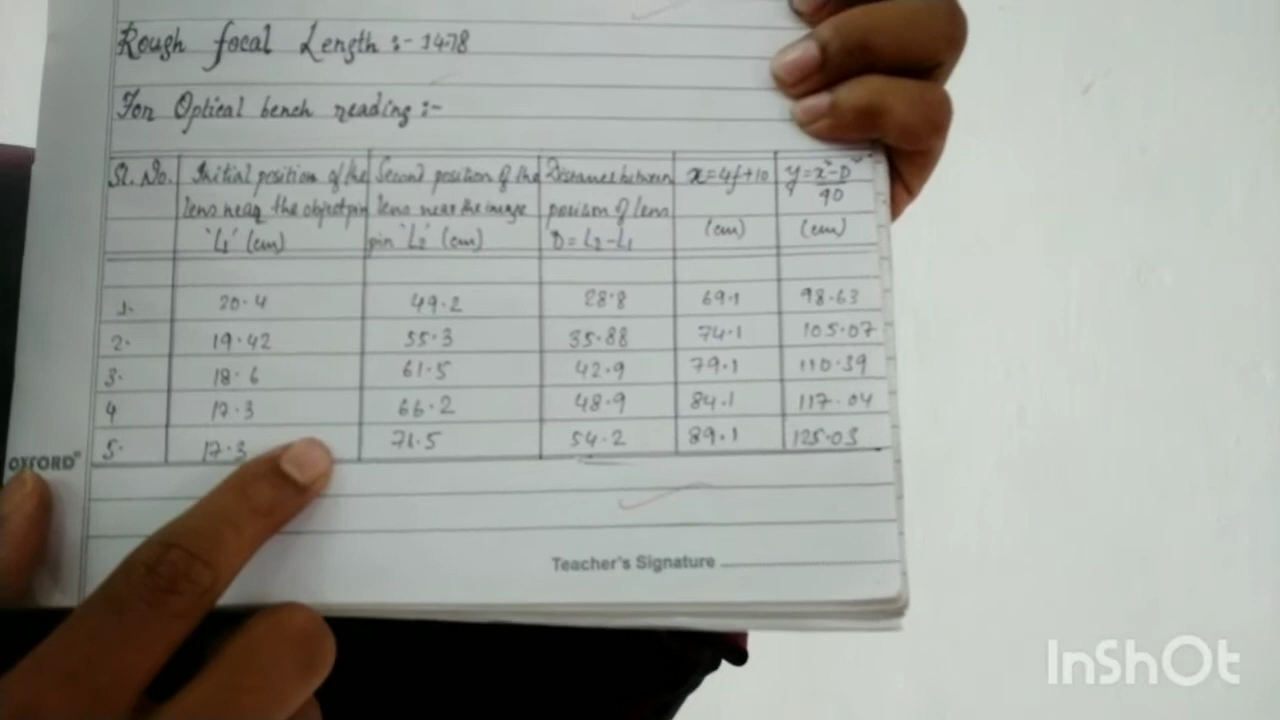 Rough focal Length :- 14.78
For Optical bench reading :-
Sl. No. Initial position of the Second position of the Distance between x=4f+10 y=x²-D²
lens near the object pin lens near the image position of lens 90
'L₁' (cm) pin 'L₂' (cm) D = L₂-L₁ (cm) (cm)
1. 20.4 49.2 28.8 69.1 98.63
2. 19.42 55.3 35.88 74.1 105.07
3. 18.6 61.5 42.9 79.1 110.39
4 17.3 66.2 48.9 84.1 117.04
5. 17.3 71.5 54.2 89.1 125.03
OXFORD
Teacher's Signature
InShOt